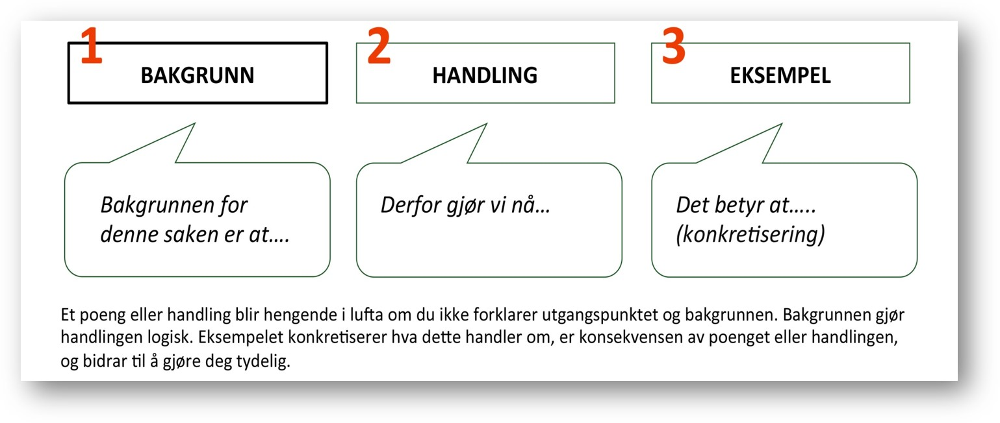 1
BAKGRUNN
2
HANDLING
3
EKSEMPEL
Bakgrunnen for
denne saken er at....
Derfor gjør vi nå...
Det betyr at.....
(konkretisering)
Et poeng eller handling blir hengende i lufta om du ikke forklarer utgangspunktet og bakgrunnen. Bakgrunnen gjør
handlingen logisk. Eksempelet konkretiserer hva dette handler om, er konsekvensen av poenget eller handlingen,
og bidrar til å gjøre deg tydelig.